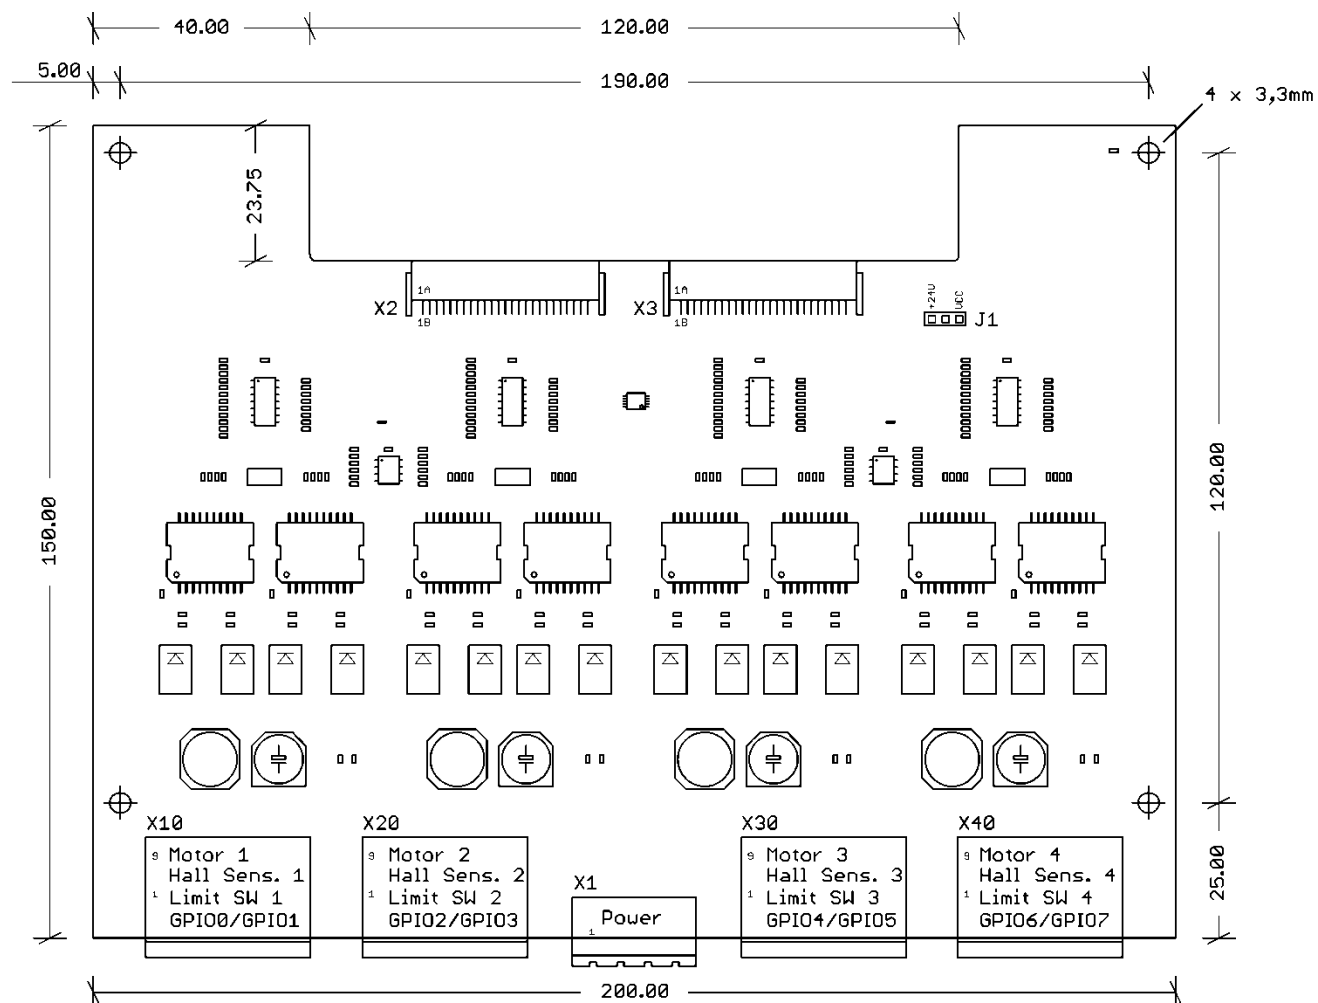 40.00
120.00
5.00
190.00
4 x 3,3mm
23.75
X2
1A
1B
X3
1A
1B
+24V
VCC
J1
150.00
120.00
X10
9 Motor 1
Hall Sens. 1
1 Limit SW 1
GPIO0/GPIO1
X20
9 Motor 2
Hall Sens. 2
1 Limit SW 2
GPIO2/GPIO3
X1
Power
1
X30
9 Motor 3
Hall Sens. 3
1 Limit SW 3
GPIO4/GPIO5
X40
9 Motor 4
Hall Sens. 4
1 Limit SW 4
GPIO6/GPIO7
25.00
200.00